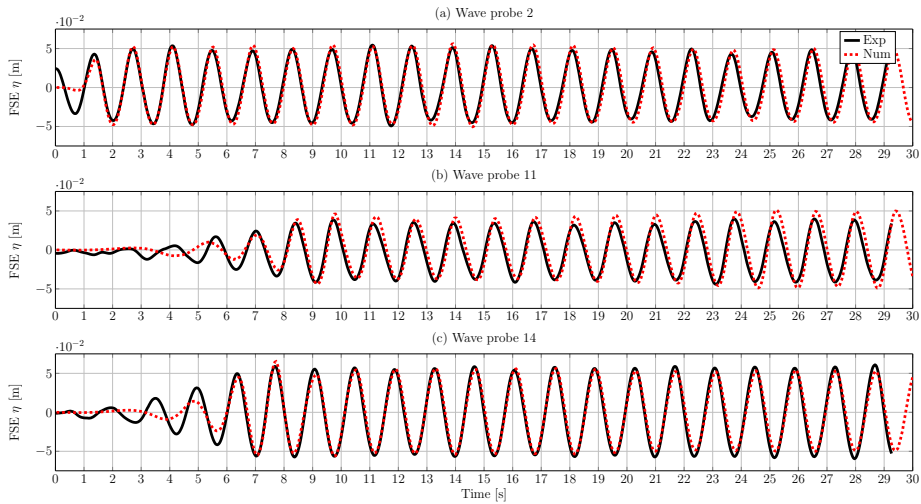 (a) Wave probe 2
·10⁻²
5
0
−5
FSE η [m]
Exp
Num
0 1 2 3 4 5 6 7 8 9 10 11 12 13 14 15 16 17 18 19 20 21 22 23 24 25 26 27 28 29 30
(b) Wave probe 11
·10⁻²
5
0
−5
FSE η [m]
0 1 2 3 4 5 6 7 8 9 10 11 12 13 14 15 16 17 18 19 20 21 22 23 24 25 26 27 28 29 30
(c) Wave probe 14
·10⁻²
5
0
−5
FSE η [m]
0 1 2 3 4 5 6 7 8 9 10 11 12 13 14 15 16 17 18 19 20 21 22 23 24 25 26 27 28 29 30
Time [s]